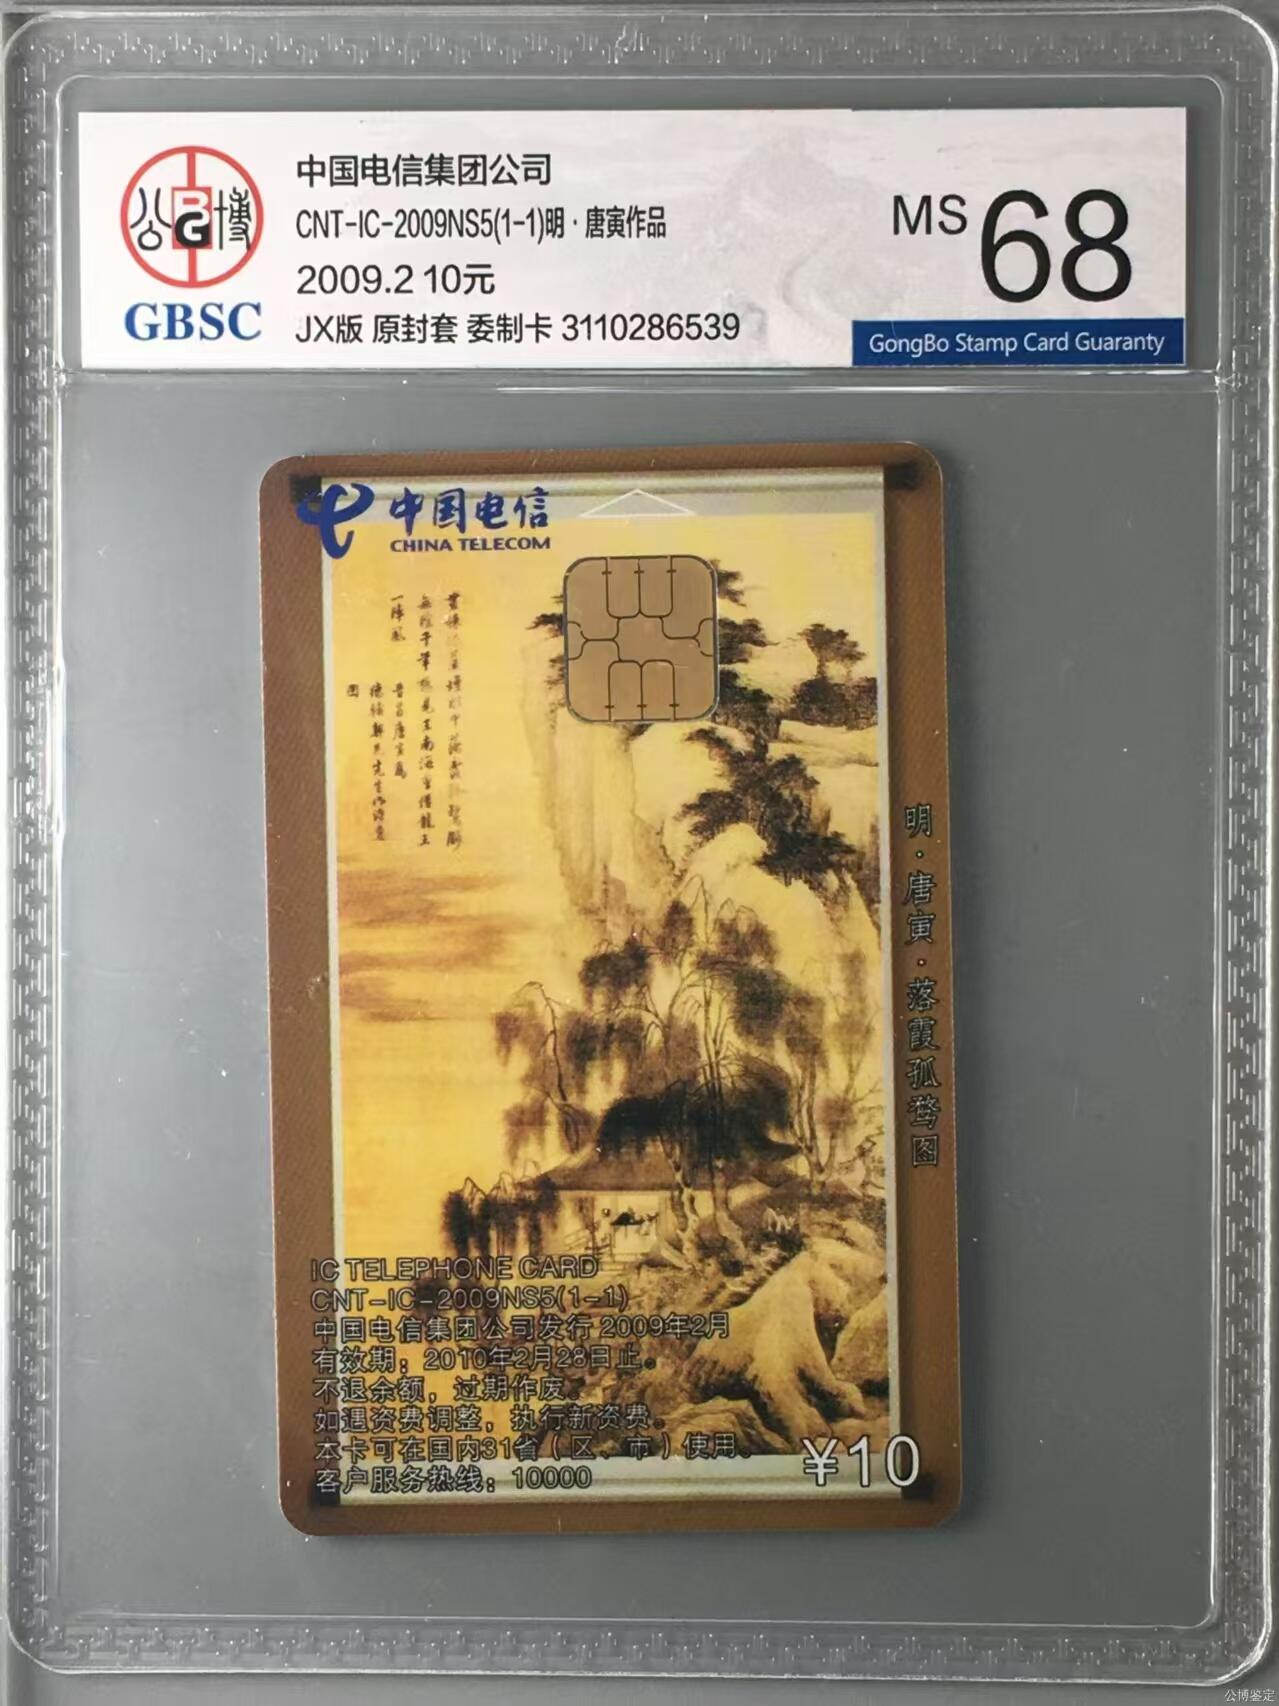 公博
BG
GBSC
中国电信集团公司
CNT-IC-2009NS5(1-1)明·唐寅作品
2009.2 10元
JX版 原封套 委制卡 3110286539
MS 68
GongBo Stamp Card Guaranty
中国电信
CHINA TELECOM
一阵風
明·唐寅·落霞孤鹜图
IC TELEPHONE CARD
CNT-IC-2009NS5(1-1)
中国电信集团公司发行 2009年2月
有效期：2010年2月28日止。
不退余额，过期作废。
如遇资费调整，执行新资费。
本卡可在国内31省（区、市）使用。
客户服务热线：10000
¥10
公博鉴定